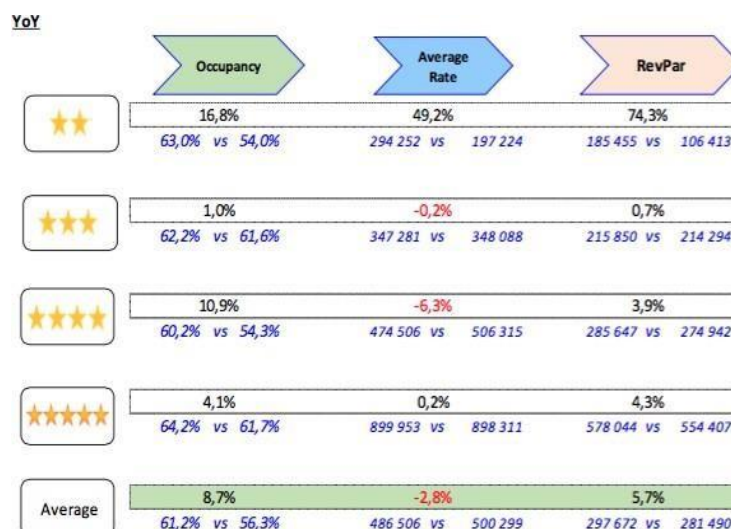 YoY
Occupancy Average Rate RevPar
16,8% 49,2% 74,3%
63,0% vs 54,0% 294 252 vs 197 224 185 455 vs 106 413
1,0% -0,2% 0,7%
62,2% vs 61,6% 347 281 vs 348 088 215 850 vs 214 294
10,9% -6,3% 3,9%
60,2% vs 54,3% 474 506 vs 506 315 285 647 vs 274 942
4,1% 0,2% 4,3%
64,2% vs 61,7% 899 953 vs 898 311 578 044 vs 554 407
Average 8,7% -2,8% 5,7%
61,2% vs 56,3% 486 506 vs 500 299 297 672 vs 281 490